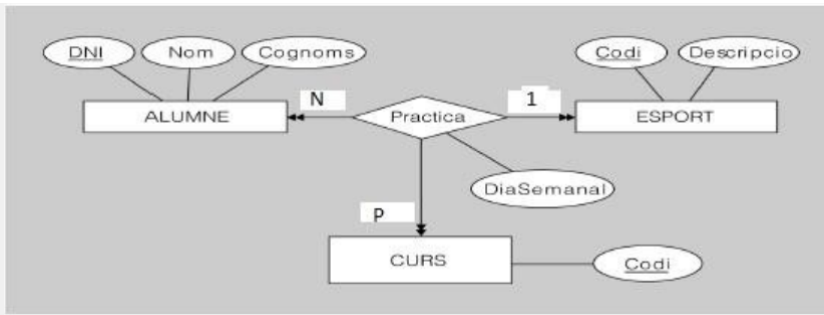 DNI Nom Cognoms Codi Descripcio
N 1
ALUMNE Practica ESPORT
DiaSemanal
P
CURS Codi